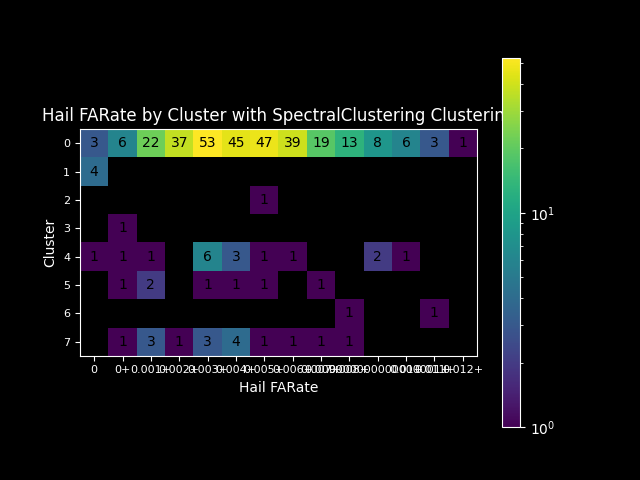 Hail FARate by Cluster with SpectralClustering Clusterin
0 3 6 22 37 53 45 47 39 19 13 8 6 3 1
1 4
2 1
3 1
4 1 1 1 6 3 1 1 2 1
5 1 2 1 1 1 1
6 1 1
7 1 3 1 3 4 1 1 1 1
Cluster
0 0+ 0.001+
Hail FARate
10¹
10⁰